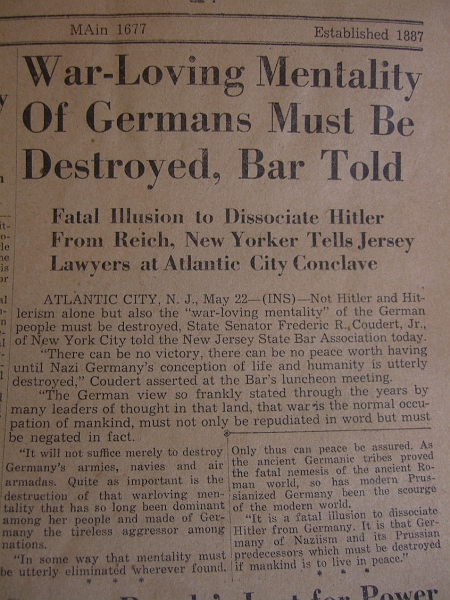 MAin 1677 Established 1887
War-Loving Mentality
Of Germans Must Be
Destroyed, Bar Told
Fatal Illusion to Dissociate Hitler
From Reich, New Yorker Tells Jersey
Lawyers at Atlantic City Conclave
ATLANTIC CITY, N. J., May 22—(INS)—Not Hitler and Hit-
lerism alone but also the "war-loving mentality" of the German
people must be destroyed, State Senator Frederic R., Coudert, Jr.,
of New York City told the New Jersey State Bar Association today.
"There can be no victory, there can be no peace worth having
until Nazi Germany's conception of life and humanity is utterly
destroyed," Coudert asserted at the Bar's luncheon meeting.
"The German view so frankly stated through the years by
many leaders of thought in that land, that war is the normal occu-
pation of mankind, must not only be repudiated in word but must
be negated in fact.
"It will not suffice merely to destroy
Germany's armies, navies and air
armadas. Quite as important is the
destruction of that warloving men-
tality that has so long been dominant
among her people and made of Ger-
many the tireless aggressor among
nations.
"In some way that mentality must
be utterly eliminated wherever found.
Only thus can peace be assured. As
the ancient Germanic tribes proved
the fatal nemesis of the ancient Ro-
man world, so has modern Prus-
sianized Germany been the scourge
of the modern world.
"It is a fatal illusion to dissociate
Hitler from Germany. It is that Ger-
many of Naziism and its Prussian
predecessors which must be destroyed
if mankind is to live in peace."
Just for Power